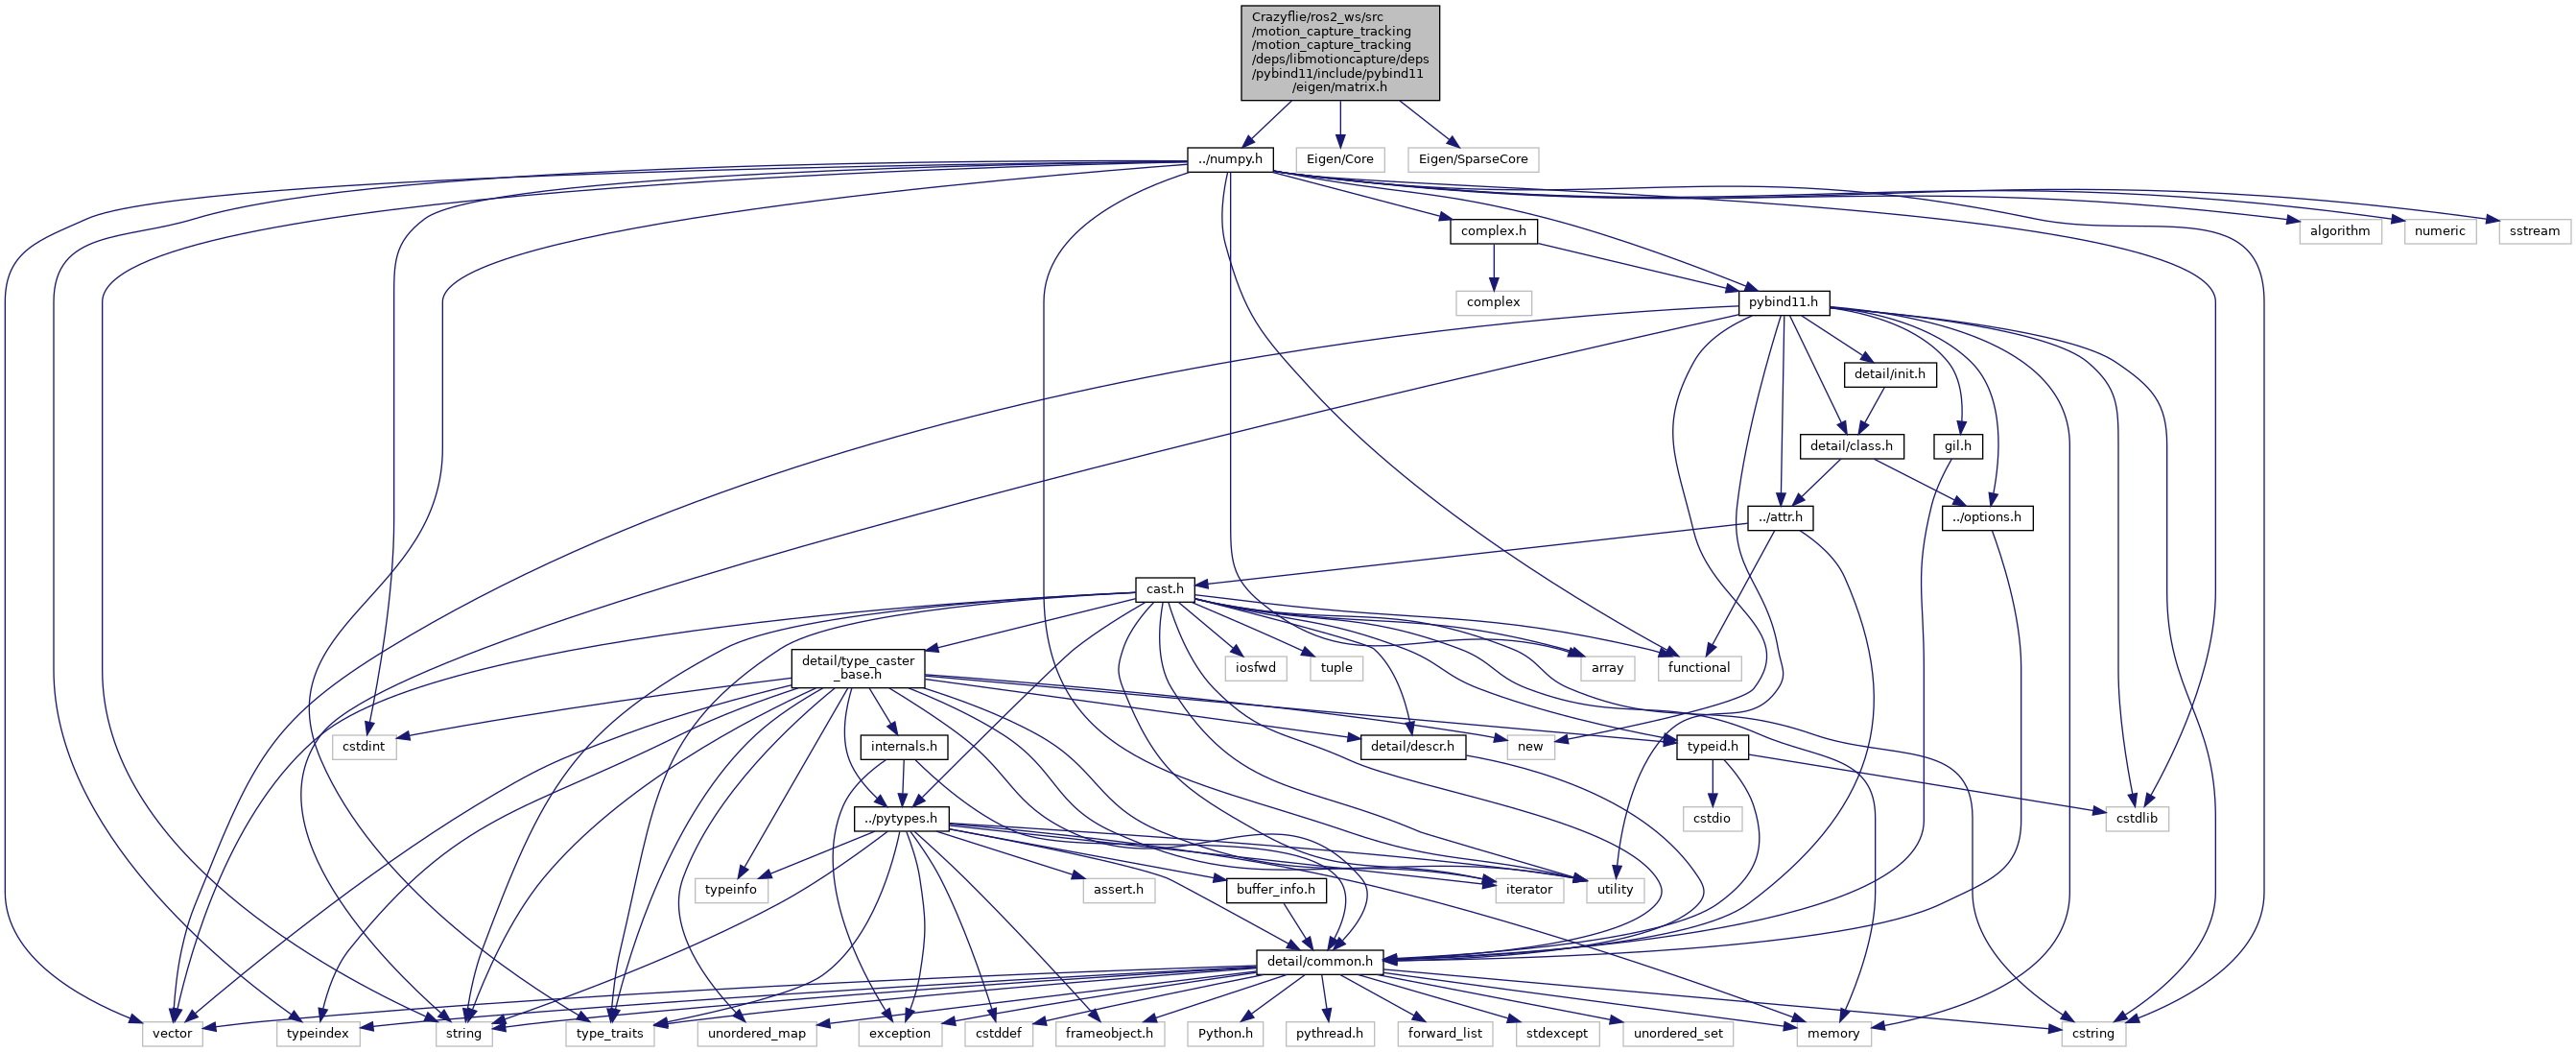 Crazyflie/ros2_ws/src
/motion_capture_tracking
/motion_capture_tracking
/deps/libmotioncapture/deps
/pybind11/include/pybind11
/eigen/matrix.h
../numpy.h
Eigen/Core
Eigen/SparseCore
complex.h
algorithm
numeric
sstream
complex
pybind11.h
detail/init.h
detail/class.h
gil.h
../attr.h
../options.h
cast.h
detail/type_caster
_base.h
iosfwd
tuple
array
functional
cstdint
internals.h
detail/descr.h
new
typeid.h
../pytypes.h
cstdio
cstdlib
typeinfo
assert.h
buffer_info.h
iterator
utility
detail/common.h
vector
typeindex
string
type_traits
unordered_map
exception
cstddef
frameobject.h
Python.h
pythread.h
forward_list
stdexcept
unordered_set
memory
cstring